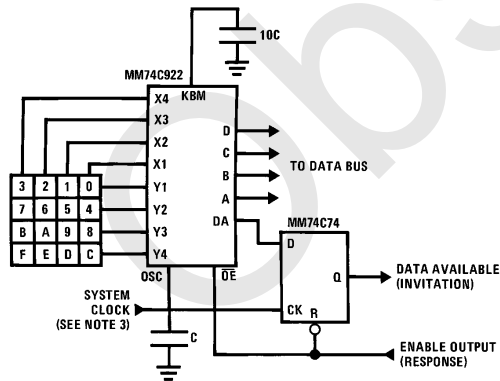 10C
MM74C922
KBM
X4
X3
X2
X1
D
C
B
A
DA
TO DATA BUS
3 2 1 0
7 6 5 4
B A 9 8
F E D C
Y1
Y2
Y3
Y4
OSC
OE
MM74C74
D
Q
CK
R
DATA AVAILABLE
(INVITATION)
SYSTEM
CLOCK
(SEE NOTE 3)
C
ENABLE OUTPUT
(RESPONSE)
Obs